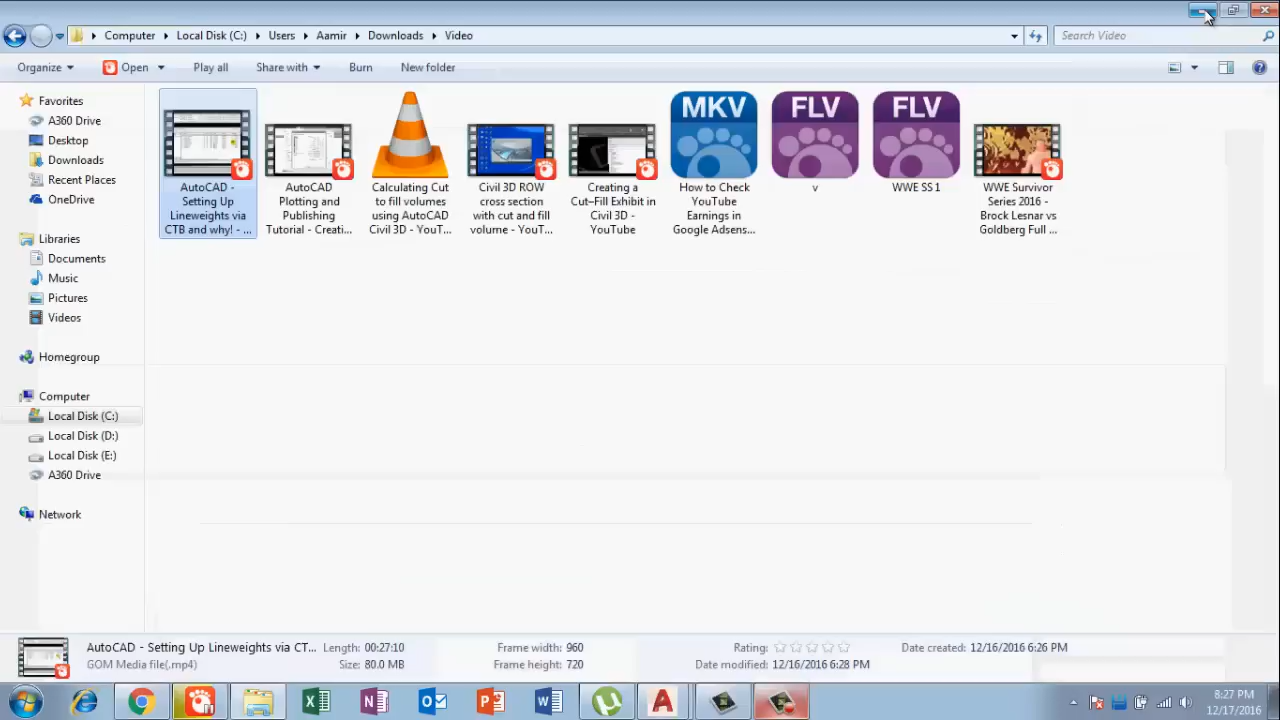 Computer Local Disk (C:) Users Aamir Downloads Video Search Video
Organize Open Play all Share with Burn New folder
Favorites
A360 Drive
Desktop
Downloads
Recent Places
OneDrive
Libraries
Documents
Music
Pictures
Videos
Homegroup
Computer
Local Disk (C:)
Local Disk (D:)
Local Disk (E:)
A360 Drive
Network
AutoCAD -
Setting Up
Lineweights via
CTB and why! - ...
AutoCAD
Plotting and
Publishing
Tutorial - Creati...
Calculating Cut
to fill volumes
using AutoCAD
Civil 3D - YouT...
Civil 3D ROW
cross section
with cut and fill
volume - YouT...
Creating a
Cut–Fill Exhibit in
Civil 3D -
YouTube
MKV
How to Check
YouTube
Earnings in
Google Adsens...
FLV
v
FLV
WWE SS 1
WWE Survivor
Series 2016 -
Brock Lesnar vs
Goldberg Full ...
AutoCAD - Setting Up Lineweights via CT... Length: 00:27:10 Frame width: 960 Rating: Date created: 12/16/2016 6:26 PM
GOM Media file(.mp4) Size: 80.0 MB Frame height: 720 Date modified: 12/16/2016 6:28 PM
8:27 PM
12/17/2016